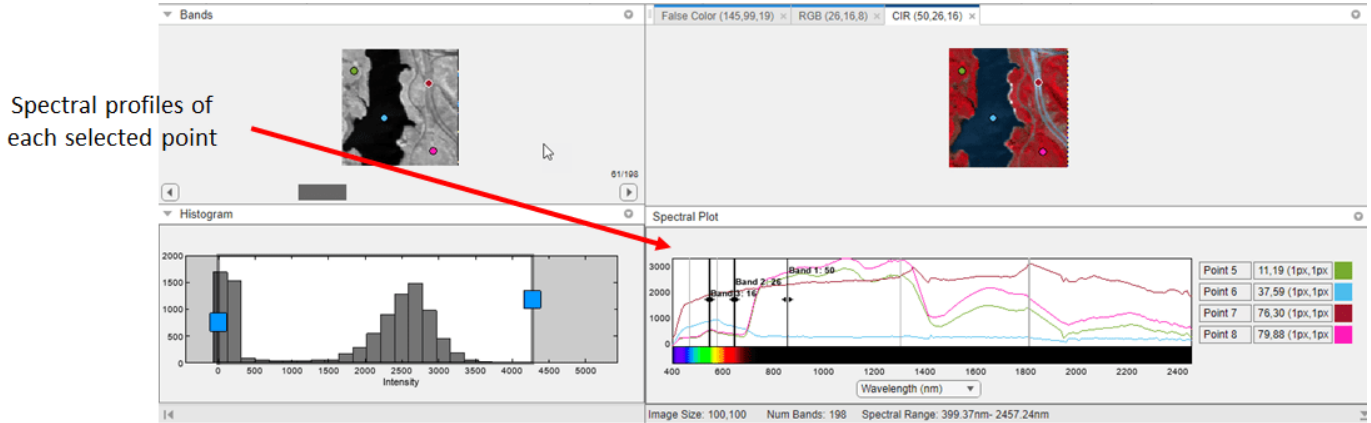 Spectral profiles of
each selected point
Bands
61/198
Histogram
2000
1500
1000
500
0
0 500 1000 1500 2000 2500 3000 3500 4000 4500 5000
Intensity
False Color (145,99,19) × RGB (26,16,8) × CIR (50,26,16) ×
Spectral Plot
3000
2000
1000
0
Band 1: 50
Band 2: 26
Band 3: 16
400 600 800 1000 1200 1400 1600 1800 2000 2200 2400
Wavelength (nm)
Point 5 11,19 (1px,1px
Point 6 37,59 (1px,1px
Point 7 76,30 (1px,1px
Point 8 79,88 (1px,1px
Image Size: 100,100 Num Bands: 198 Spectral Range: 399.37nm- 2457.24nm